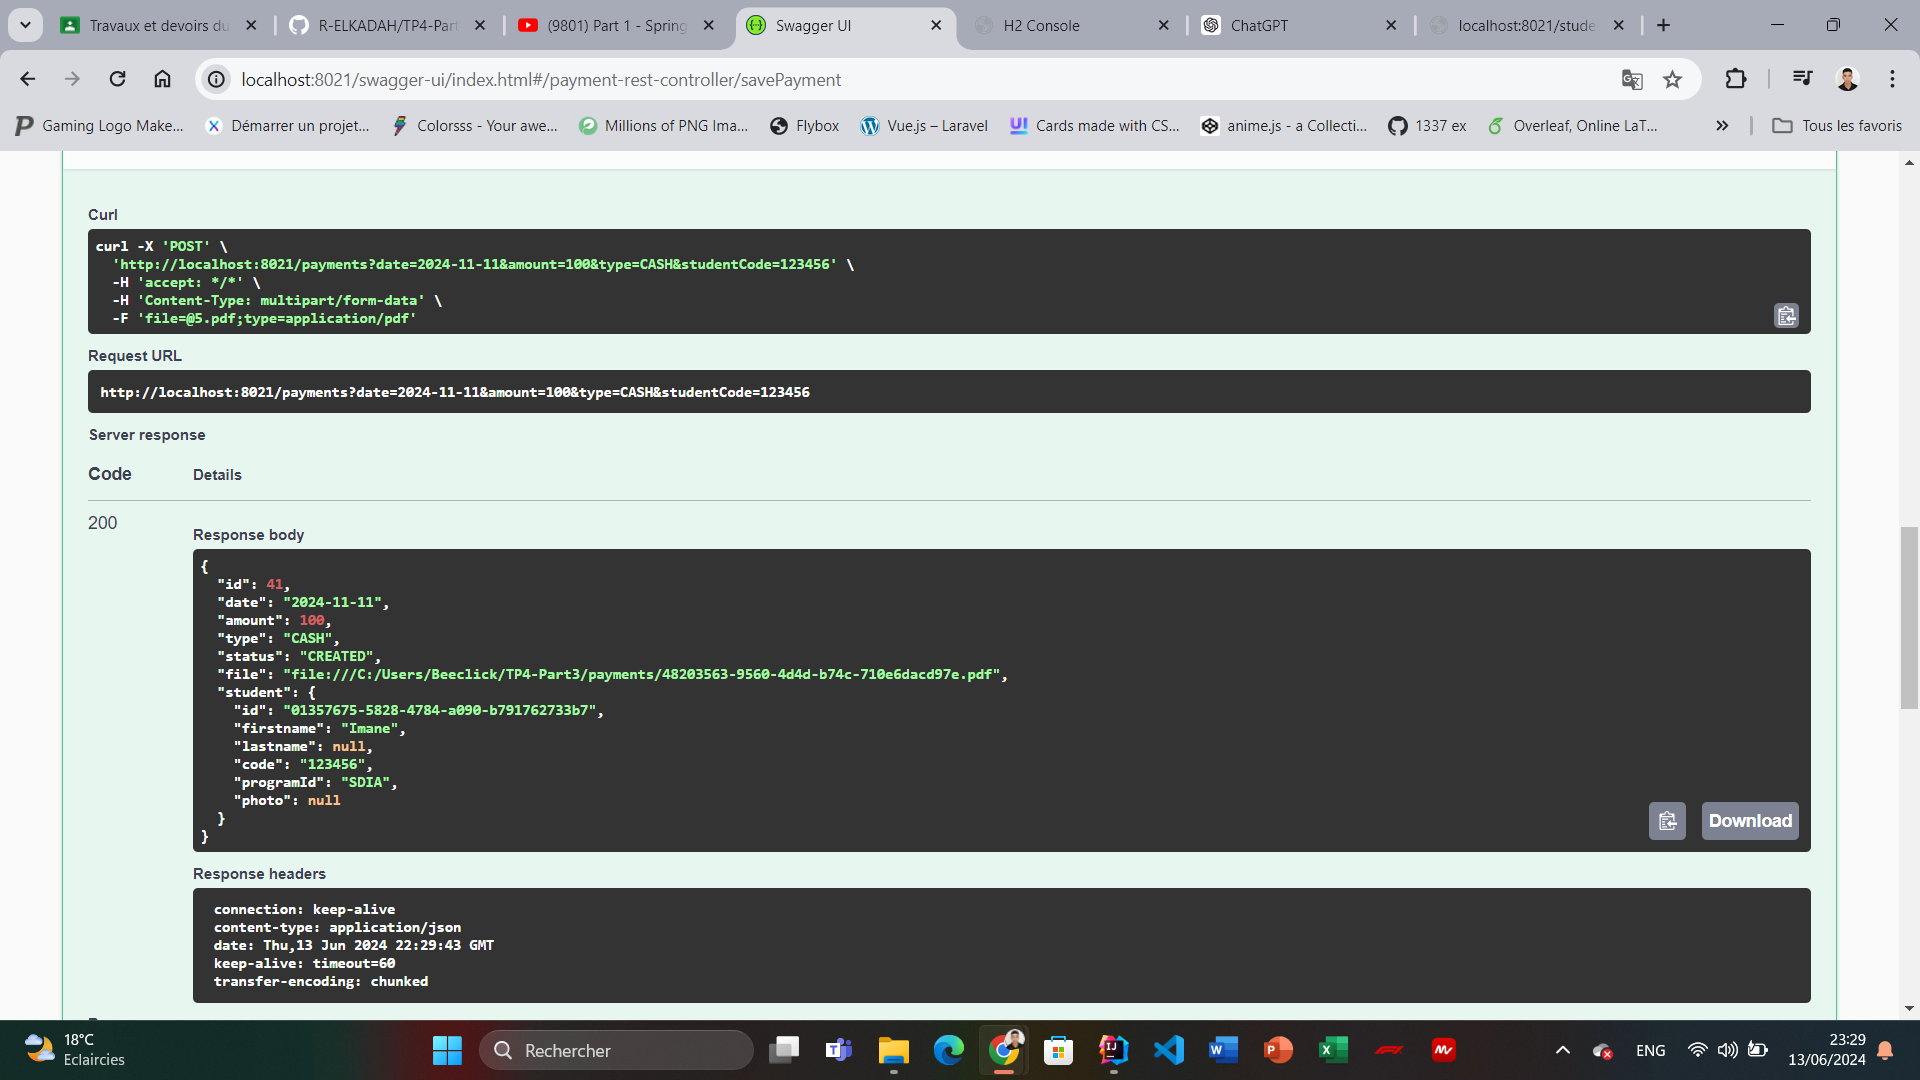 Travaux et devoirs du
R-ELKADAH/TP4-Part
(9801) Part 1 - Spring
Swagger UI
H2 Console
ChatGPT
localhost:8021/stude
localhost:8021/swagger-ui/index.html#/payment-rest-controller/savePayment
Gaming Logo Make...
Démarrer un projet...
Colorsss - Your awe...
Millions of PNG Ima...
Flybox
Vue.js – Laravel
Cards made with CS...
anime.js - a Collecti...
1337 ex
Overleaf, Online LaT...
Tous les favoris
Curl
curl -X 'POST' \
'http://localhost:8021/payments?date=2024-11-11&amount=100&type=CASH&studentCode=123456' \
-H 'accept: */*' \
-H 'Content-Type: multipart/form-data' \
-F 'file=@5.pdf;type=application/pdf'
Request URL
http://localhost:8021/payments?date=2024-11-11&amount=100&type=CASH&studentCode=123456
Server response
Code
Details
200
Response body
{
"id": 41,
"date": "2024-11-11",
"amount": 100,
"type": "CASH",
"status": "CREATED",
"file": "file:///C:/Users/Beeclick/TP4-Part3/payments/48203563-9560-4d4d-b74c-710e6dacd97e.pdf",
"student": {
"id": "01357675-5828-4784-a090-b791762733b7",
"firstname": "Imane",
"lastname": null,
"code": "123456",
"programId": "SDIA",
"photo": null
}
}
Download
Response headers
connection: keep-alive
content-type: application/json
date: Thu,13 Jun 2024 22:29:43 GMT
keep-alive: timeout=60
transfer-encoding: chunked
18°C
Eclaircies
Rechercher
ENG
23:29
13/06/2024